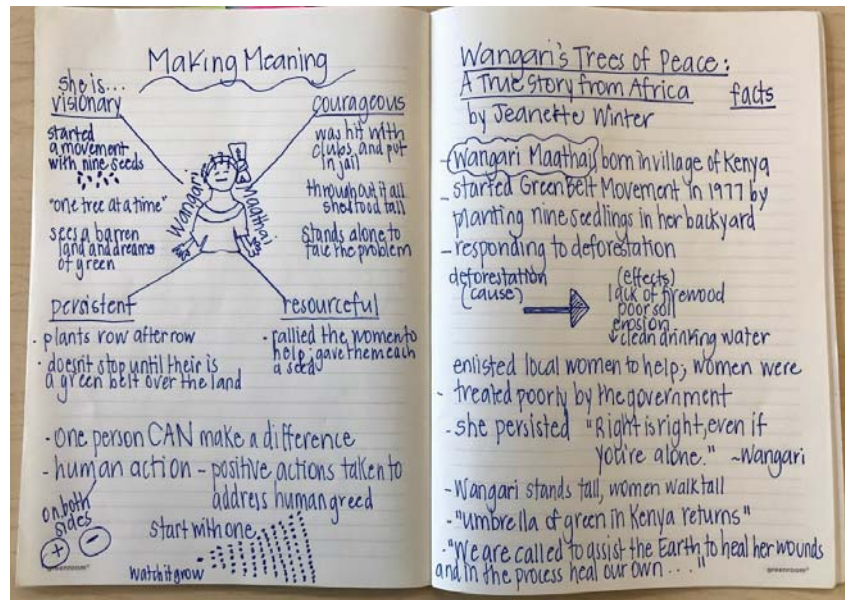 Making Meaning
she is...
visionary
started
a movement
with nine seeds
"one tree at a time"
sees a barren
land and dreams
of green
courageous
was hit with
clubs and put
in jail
throughout it all
she stood tall
stands alone to
face the problem
Wangari
Maathai
persistent
· plants row after row
· doesn't stop until their is
a green belt over the land
resourceful
· rallied the women to
help; gave them each
a seed
· one person CAN make a difference
- human action - positive actions taken to
address human greed
on both
sides
+ -
start with one
watch it grow
greenroom
Wangari's Trees of Peace:
A True Story from Africa
facts
by Jeanette Winter
- Wangari Maathai, born in village of Kenya
- started Green Belt Movement in 1977 by
planting nine seedlings in her backyard
- responding to deforestation
deforestation
(cause)
(effects)
lack of firewood
poor soil
erosion
↓ clean drinking water
enlisted local women to help; women were
- treated poorly by the government
- she persisted "Right is right, even if
you're alone." ~Wangari
- Wangari stands tall, women walk tall
- "umbrella of green in Kenya returns"
- "We are called to assist the Earth to heal her wounds
and in the process heal our own..."
greenroom